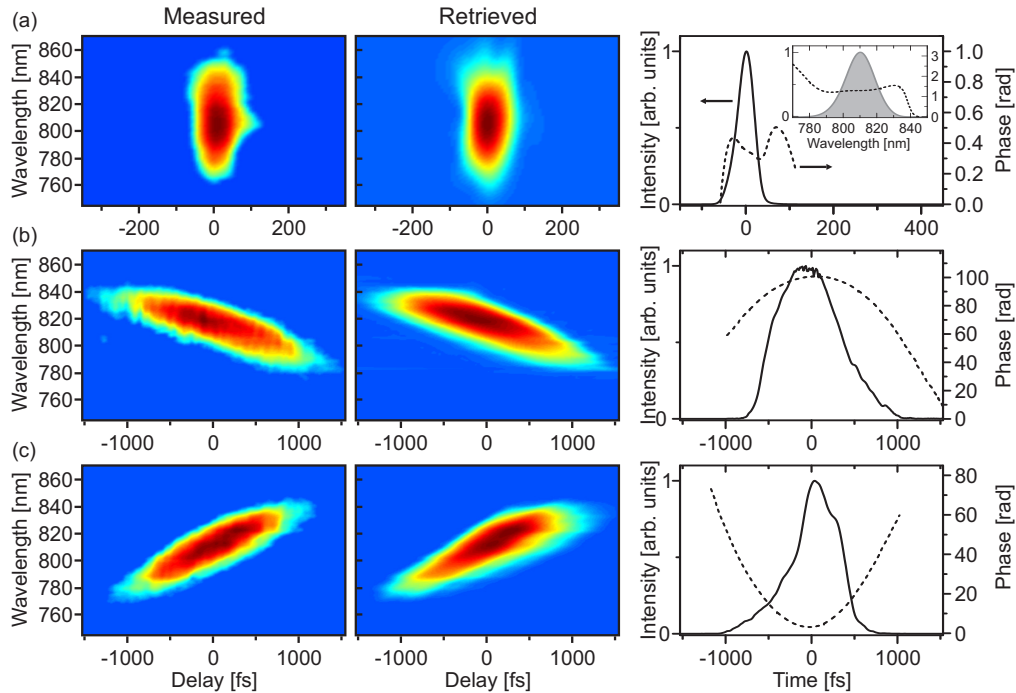 (a) Measured Retrieved
Wavelength [nm]
860
840
820
800
780
760
-200 0 200
-200 0 200
Intensity [arb. units]
1
0
-100 0 100 200 300 400
1.0
0.8
0.6
0.4
0.2
0.0
Phase [rad]
1
0
3
2
1
0
780 800 820 840
Wavelength [nm]
(b)
Wavelength [nm]
860
840
820
800
780
760
-1000 0 1000
-1000 0 1000
Intensity [arb. units]
1
0
-1000 0 1000
100
80
60
40
20
0
Phase [rad]
(c)
Wavelength [nm]
860
840
820
800
780
760
-1000 0 1000
Delay [fs]
-1000 0 1000
Delay [fs]
Intensity [arb. units]
1
0
-1000 0 1000
Time [fs]
80
60
40
20
0
Phase [rad]